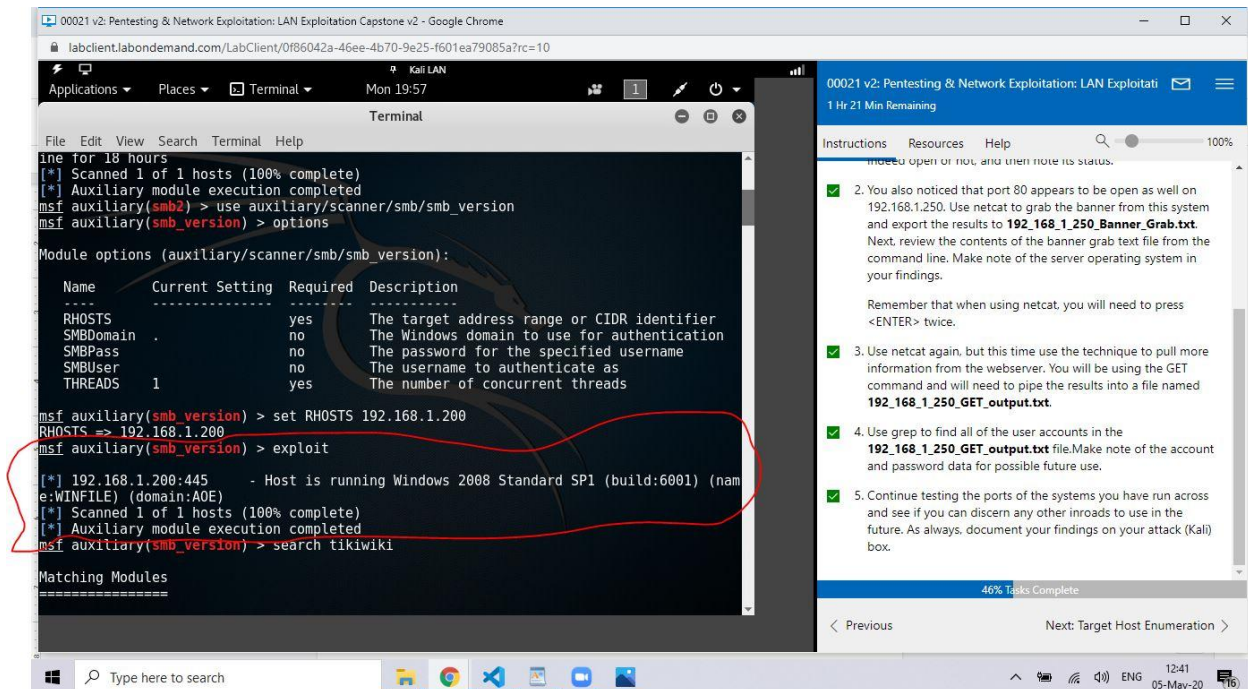 00021 v2: Pentesting & Network Exploitation: LAN Exploitation Capstone v2 - Google Chrome
labclient.labondemand.com/LabClient/0f86042a-46ee-4b70-9e25-f601ea79085a?rc=10
Kali LAN
Applications Places Terminal Mon 19:57 1
Terminal
File Edit View Search Terminal Help
ine for 18 hours
[*] Scanned 1 of 1 hosts (100% complete)
[*] Auxiliary module execution completed
msf auxiliary(smb2) > use auxiliary/scanner/smb/smb_version
msf auxiliary(smb_version) > options
Module options (auxiliary/scanner/smb/smb_version):
Name Current Setting Required Description
---- --------------- -------- -----------
RHOSTS yes The target address range or CIDR identifier
SMBDomain . no The Windows domain to use for authentication
SMBPass no The password for the specified username
SMBUser no The username to authenticate as
THREADS 1 yes The number of concurrent threads
msf auxiliary(smb_version) > set RHOSTS 192.168.1.200
RHOSTS => 192.168.1.200
msf auxiliary(smb_version) > exploit
[*] 192.168.1.200:445 - Host is running Windows 2008 Standard SP1 (build:6001) (nam
e:WINFILE) (domain:AOE)
[*] Scanned 1 of 1 hosts (100% complete)
[*] Auxiliary module execution completed
msf auxiliary(smb_version) > search tikiwiki
Matching Modules
================
00021 v2: Pentesting & Network Exploitation: LAN Exploitati
1 Hr 21 Min Remaining
Instructions Resources Help 100%
indeed open or not, and then note its status.
2. You also noticed that port 80 appears to be open as well on
192.168.1.250. Use netcat to grab the banner from this system
and export the results to 192_168_1_250_Banner_Grab.txt.
Next, review the contents of the banner grab text file from the
command line. Make note of the server operating system in
your findings.
Remember that when using netcat, you will need to press
<ENTER> twice.
3. Use netcat again, but this time use the technique to pull more
information from the webserver. You will be using the GET
command and will need to pipe the results into a file named
192_168_1_250_GET_output.txt.
4. Use grep to find all of the user accounts in the
192_168_1_250_GET_output.txt file.Make note of the account
and password data for possible future use.
5. Continue testing the ports of the systems you have run across
and see if you can discern any other inroads to use in the
future. As always, document your findings on your attack (Kali)
box.
46% Tasks Complete
< Previous Next: Target Host Enumeration >
Type here to search
ENG 12:41
05-May-20 16